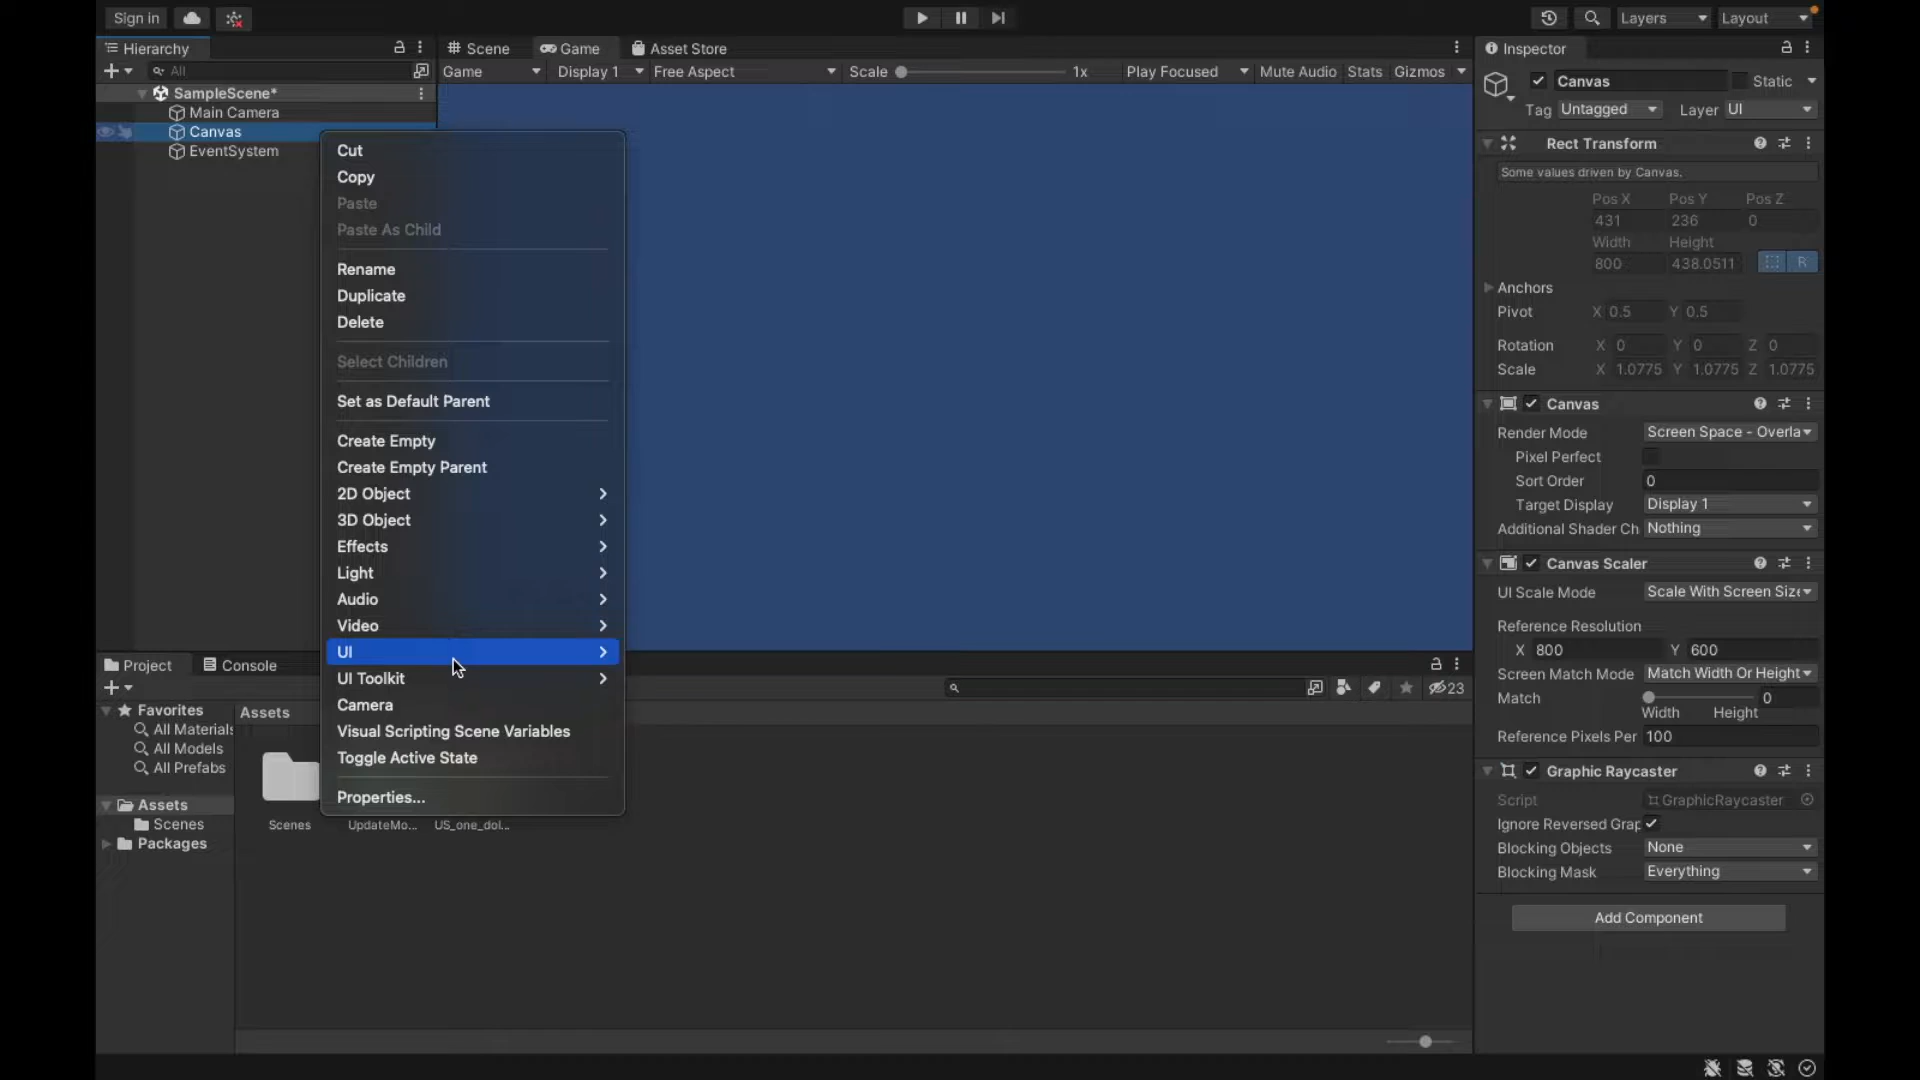 Sign in
Layers
Layout
Hierarchy
Scene
Game
Asset Store
Inspector
All
Game
Display 1
Free Aspect
Scale
1x
Play Focused
Mute Audio
Stats
Gizmos
SampleScene*
Main Camera
Canvas
EventSystem
Cut
Copy
Paste
Paste As Child
Rename
Duplicate
Delete
Select Children
Set as Default Parent
Create Empty
Create Empty Parent
2D Object
3D Object
Effects
Light
Audio
Video
UI
UI Toolkit
Camera
Visual Scripting Scene Variables
Toggle Active State
Properties...
Canvas
Static
Tag Untagged
Layer UI
Rect Transform
Some values driven by Canvas.
Pos X Pos Y Pos Z
431 236 0
Width Height
800 438.0511
R
Anchors
Pivot X 0.5 Y 0.5
Rotation X 0 Y 0 Z 0
Scale X 1.0775 Y 1.0775 Z 1.0775
Canvas
Render Mode Screen Space - Overla
Pixel Perfect
Sort Order 0
Target Display Display 1
Additional Shader Ch Nothing
Canvas Scaler
UI Scale Mode Scale With Screen Size
Reference Resolution
X 800 Y 600
Screen Match Mode Match Width Or Height
Match 0
Width Height
Reference Pixels Per 100
Graphic Raycaster
Script GraphicRaycaster
Ignore Reversed Grap
Blocking Objects None
Blocking Mask Everything
Add Component
Project
Console
23
Favorites
All Materials
All Models
All Prefabs
Assets
Scenes
Packages
Assets
Scenes
UpdateMo...
US_one_dol...